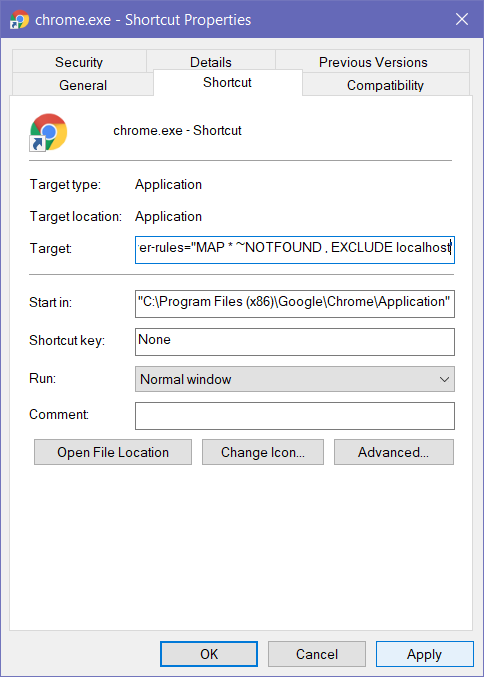 chrome.exe - Shortcut Properties
Security Details Previous Versions
General Shortcut Compatibility
chrome.exe - Shortcut
Target type: Application
Target location: Application
Target: er-rules="MAP * ~NOTFOUND , EXCLUDE localhost"
Start in: "C:\Program Files (x86)\Google\Chrome\Application"
Shortcut key: None
Run: Normal window
Comment:
Open File Location Change Icon... Advanced...
OK Cancel Apply